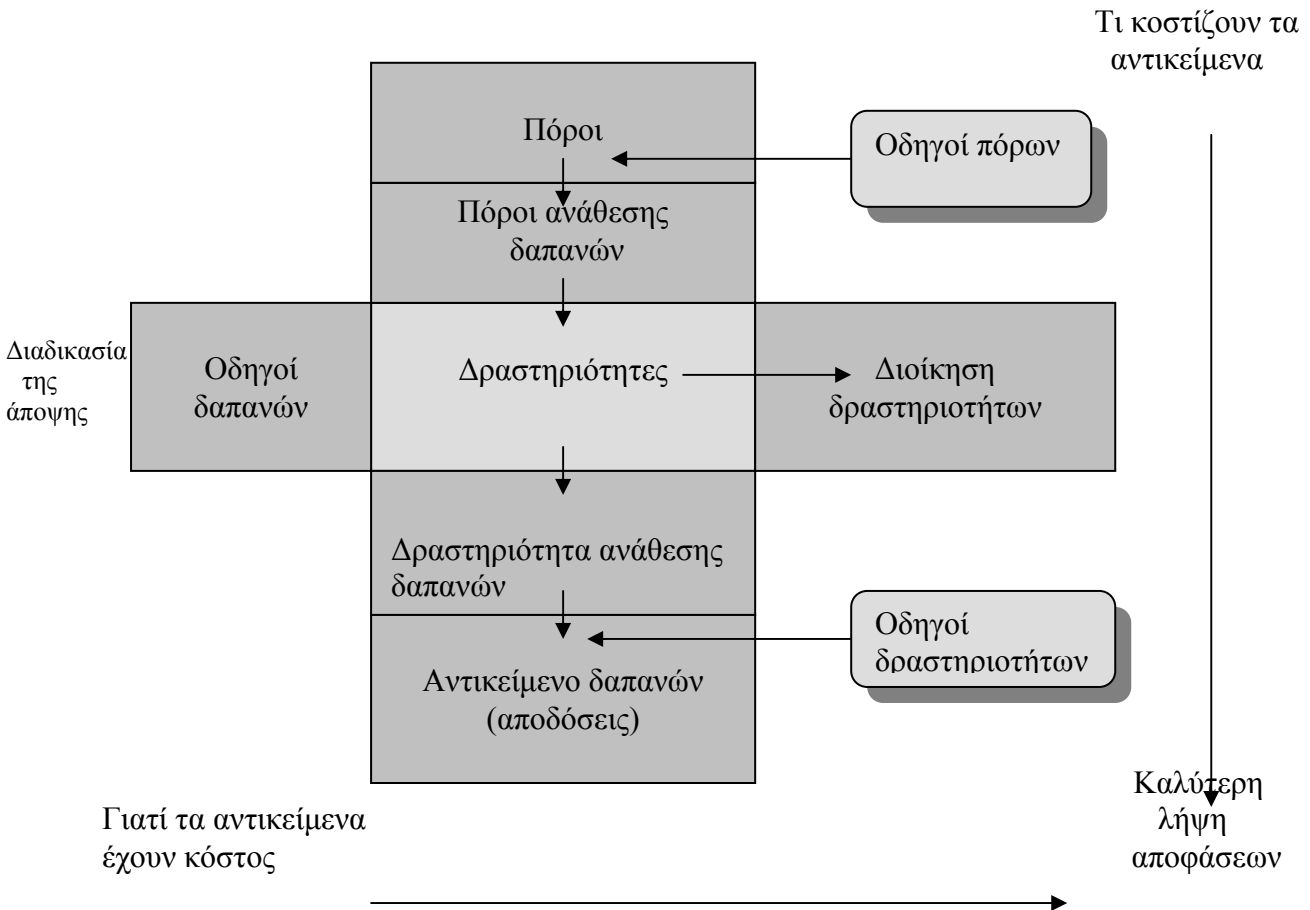 Τι κοστίζουν τα
αντικείμενα
Πόροι
Οδηγοί πόρων
Πόροι ανάθεσης
δαπανών
Διαδικασία
της
άποψης
Οδηγοί
δαπανών
Δραστηριότητες
Διοίκηση
δραστηριοτήτων
Δραστηριότητα ανάθεσης
δαπανών
Οδηγοί
δραστηριοτήτων
Αντικείμενο δαπανών
(αποδόσεις)
Γιατί τα αντικείμενα
έχουν κόστος
Καλύτερη
λήψη
αποφάσεων